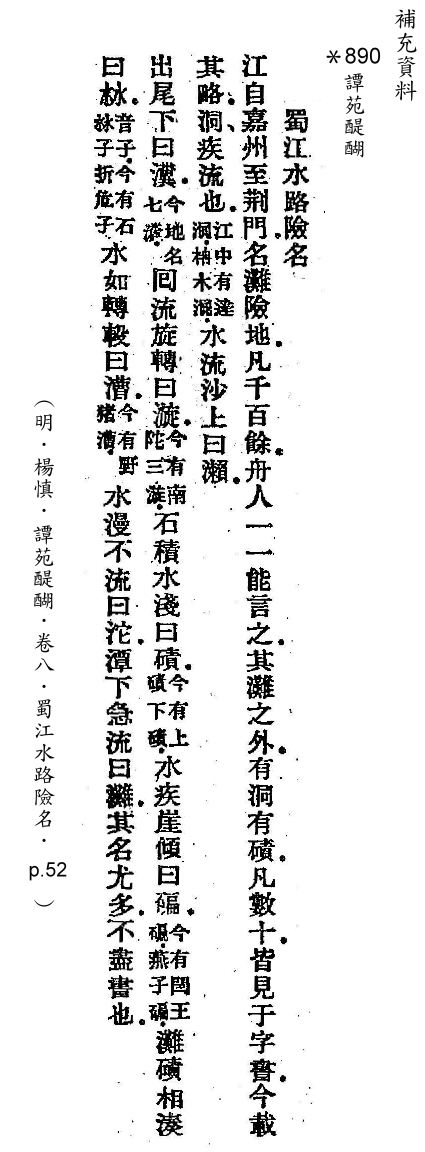 補充資料
＊890 譚苑醍醐
蜀江水路險名
江自嘉州至荆門。名灘險地。凡千百餘。舟人一一能言之。其灘之外。有洞有磧。凡數十。皆見于字書。今載
其略。洞、疾流也。江中有達洞。柚木洞。水流沙上曰瀨。
出尾下曰瀵。今地名七瀵。回流旋轉曰漩。今有南陀三漩。石積水淺曰磧。今有上磧下磧。水疾崖傾曰碥。今有閻王碥。燕子碥。灘磧相湊
曰。音子。今有石子折桅子水如轉轂曰漕。今有野豬漕。水漫不流曰沱。潭下急流曰灘。其名尤多。不盡書也。
（明．楊慎．譚苑醍醐．卷八．蜀江水路險名．p.52）